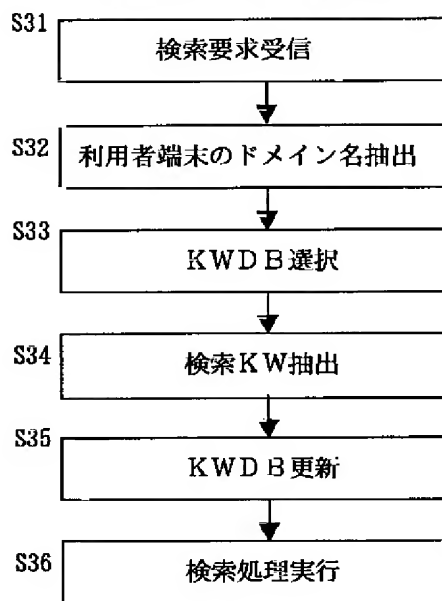 S31
検索要求受信
S32
利用者端末のドメイン名抽出
S33
KWDB選択
S34
検索KW抽出
S35
KWDB更新
S36
検索処理実行